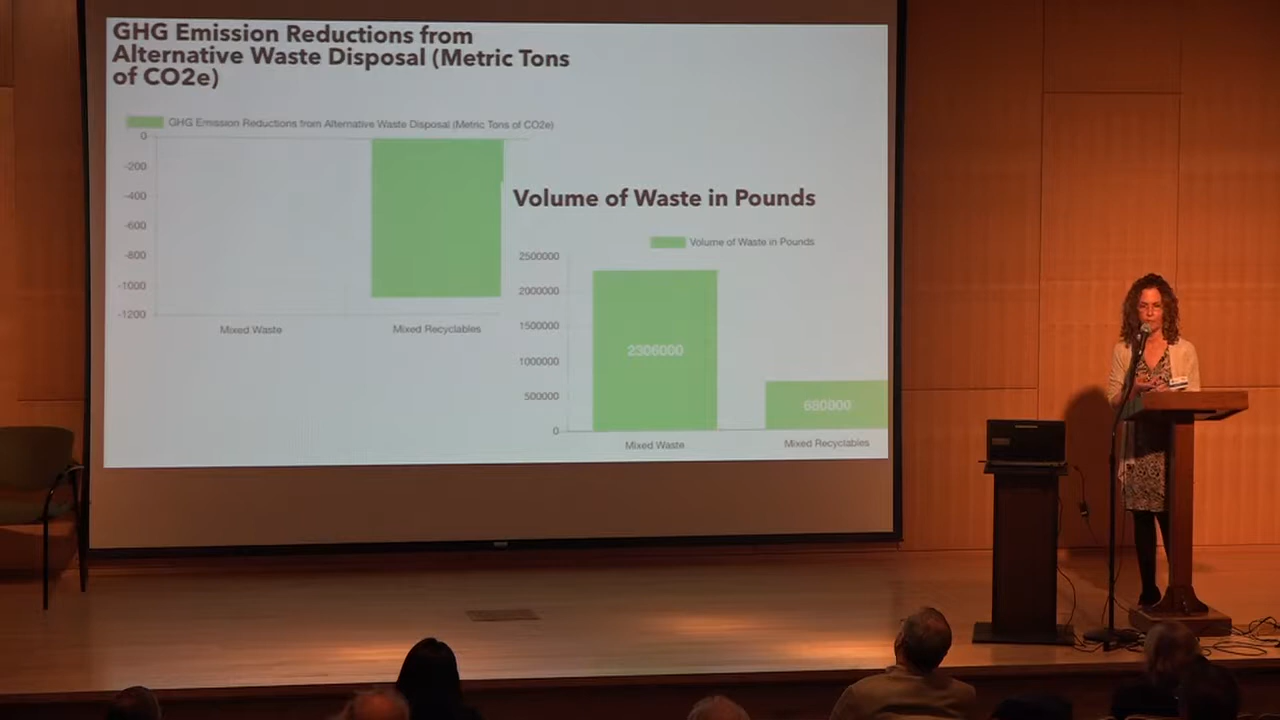 GHG Emission Reductions from
Alternative Waste Disposal (Metric Tons
of CO2e)
GHG Emission Reductions from Alternative Waste Disposal (Metric Tons of CO2e)
0
-200
-400
-600
-800
-1000
-1200
Mixed Waste
Mixed Recyclables
Volume of Waste in Pounds
Volume of Waste in Pounds
2500000
2000000
1500000
1000000
500000
0
2306000
680000
Mixed Waste
Mixed Recyclables